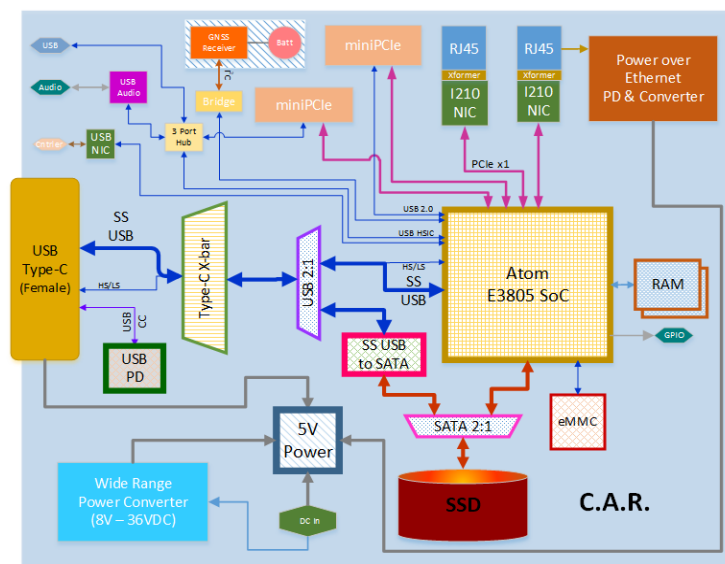 USB
Audio
Cntrler
USB
Audio
USB
NIC
GNSS
Receiver
Batt
I²C
Bridge
3 Port
Hub
miniPCIe
miniPCIe
RJ45
Xformer
I210
NIC
RJ45
Xformer
I210
NIC
Power over
Ethernet
PD & Converter
PCIe x1
USB 2.0
USB HSIC
HS/LS
SS
USB
USB
Type-C
(Female)
SS
USB
HS/LS
USB
CC
USB
PD
Type-C X-bar
USB 2:1
Atom
E3805 SoC
RAM
GPIO
eMMC
SS USB
to SATA
SATA 2:1
SSD
5V
Power
Wide Range
Power Converter
(8V – 36VDC)
DC In
C.A.R.